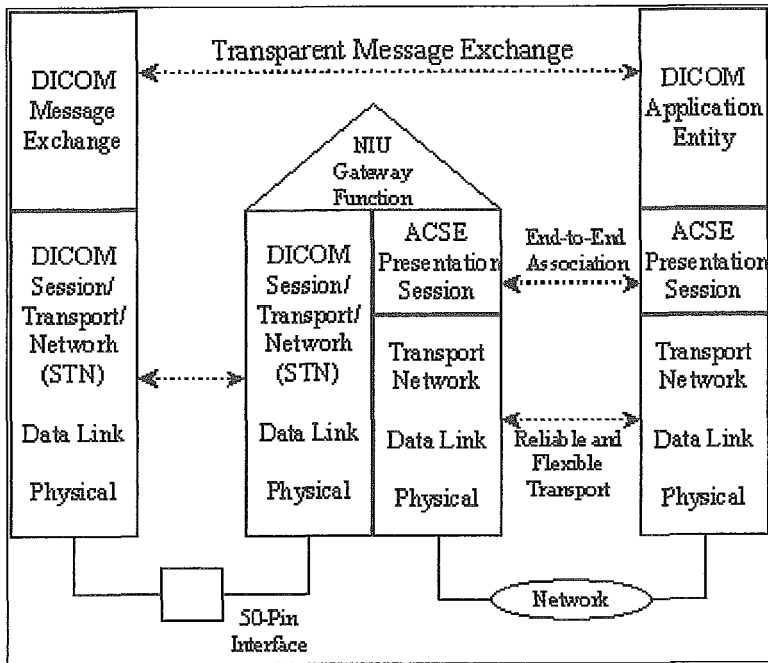 Transparent Message Exchange
DICOM
Message
Exchange
DICOM
Session/
Transport/
Networh
(STN)
Data Link
Physical
NIU
Gateway
Function
DICOM
Session/
Transport/
Networh
(STN)
Data Link
Physical
ACSE
Presentation
Session
Transport
Network
Data Link
Physical
End-to-End
Association
Reliable and
Flexible
Transport
DICOM
Application
Entity
ACSE
Presentation
Session
Transport
Network
Data Link
Physical
50-Pin
Interface
Network